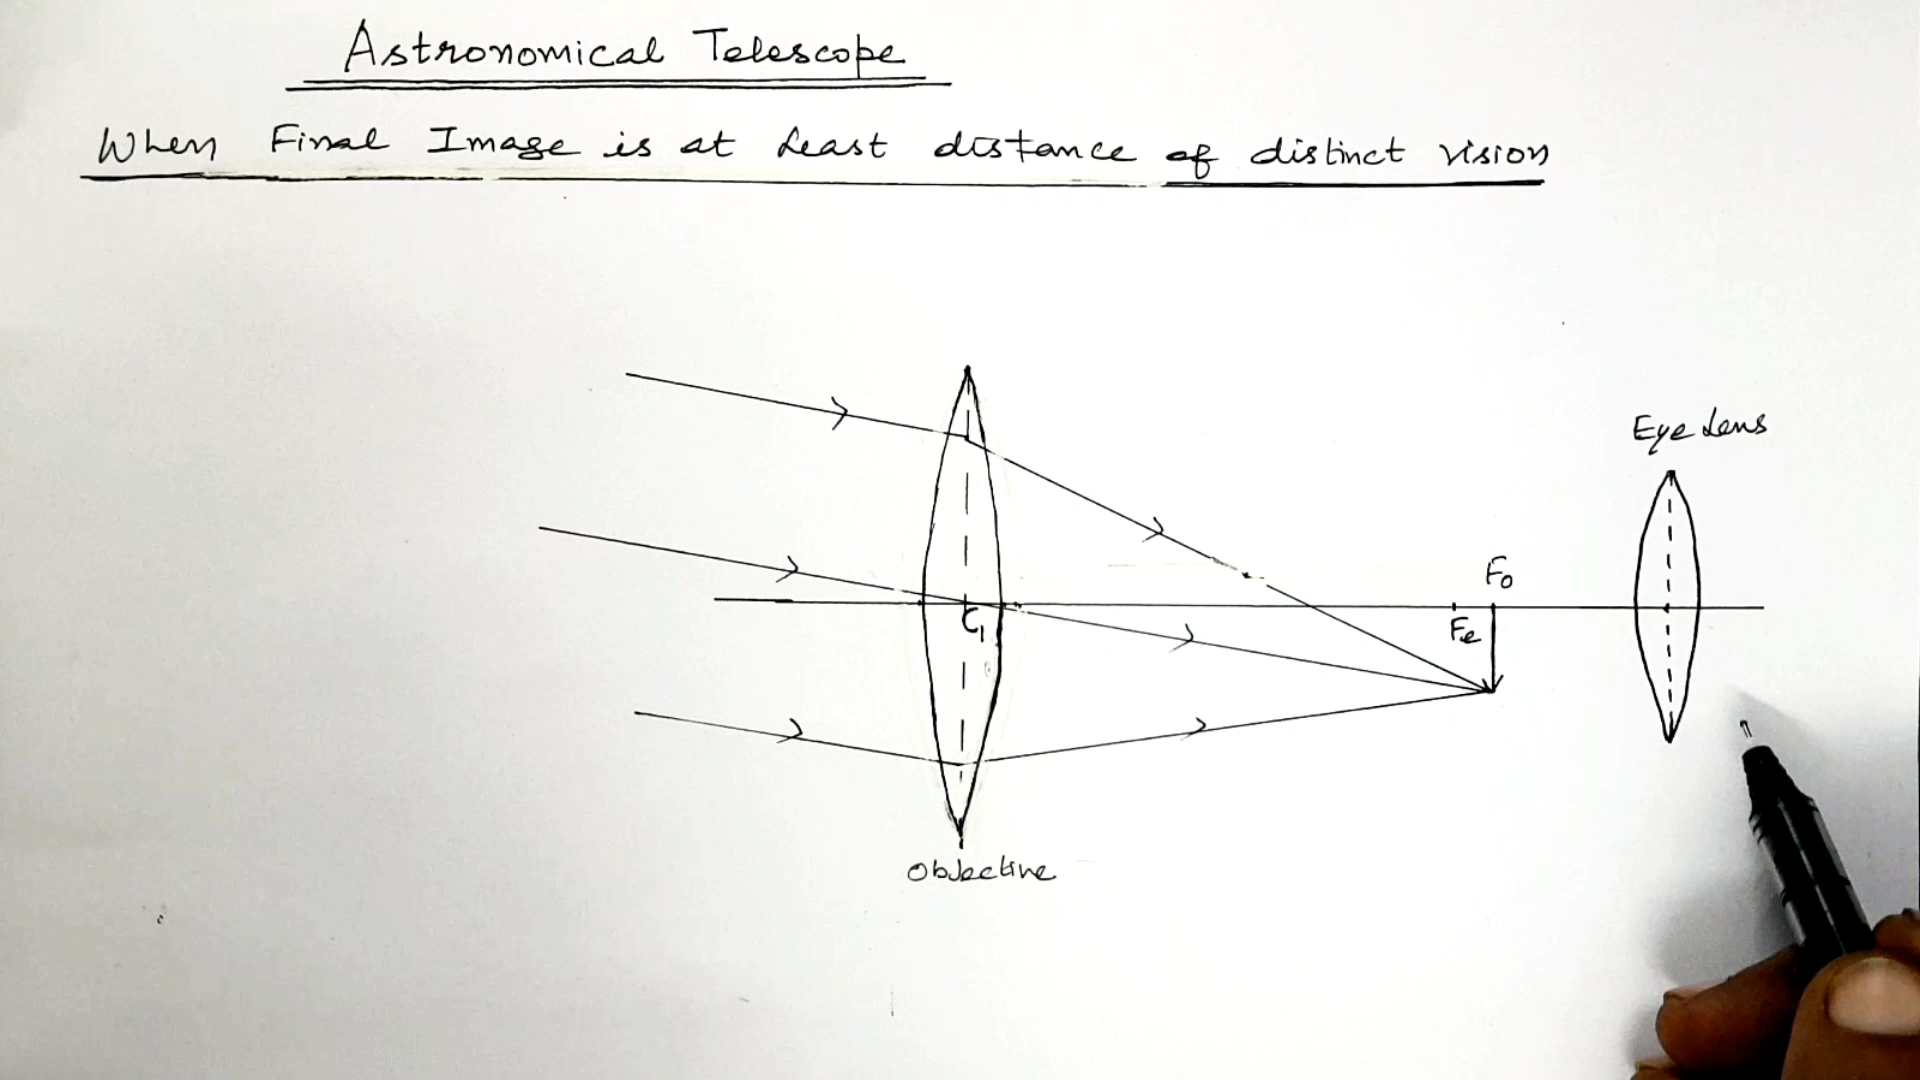 Astronomical Telescope
When Final Image is at least distance of distinct vision
Eye Lens
Fo
C1
Fe
Objective